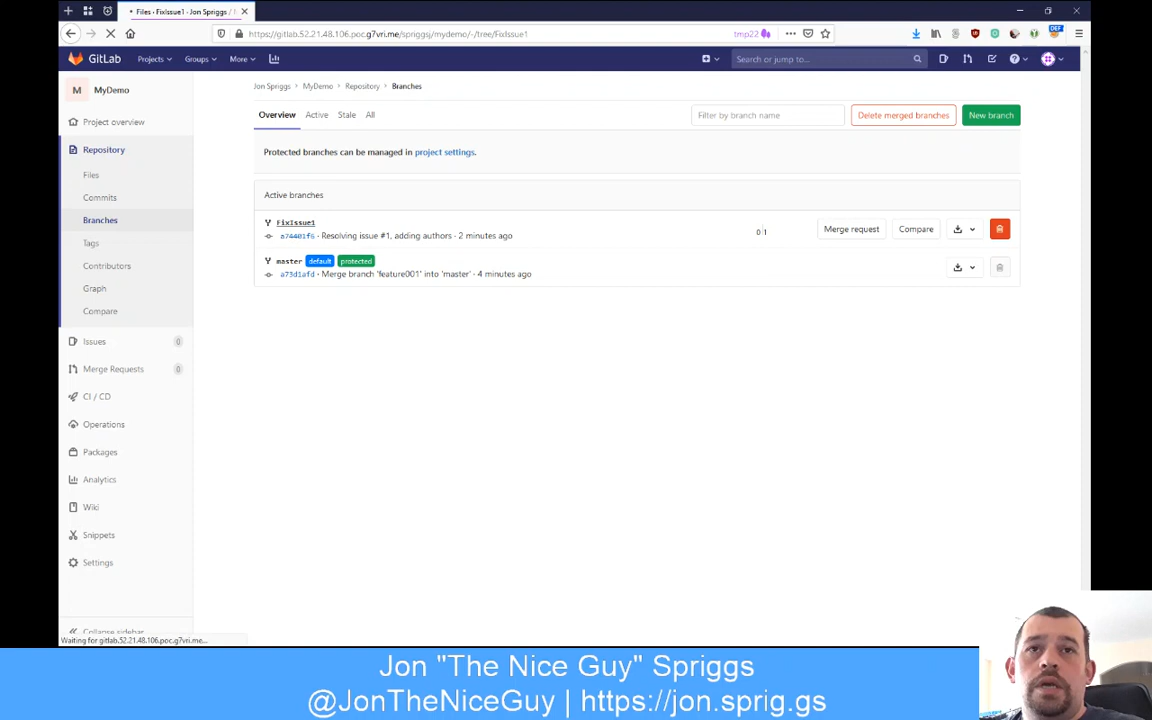 Files · FixIssue1 · Jon Spriggs /
https://gitlab.52.21.48.106.poc.g7vri.me/spriggsj/mydemo/-/tree/FixIssue1
tmp22
GitLab
Projects
Groups
More
Search or jump to...
M MyDemo
Project overview
Repository
Files
Commits
Branches
Tags
Contributors
Graph
Compare
Issues 0
Merge Requests 0
CI / CD
Operations
Packages
Analytics
Wiki
Snippets
Settings
Collapse sidebar
Waiting for gitlab.52.21.48.106.poc.g7vri.me...
Jon Spriggs > MyDemo > Repository > Branches
Overview Active Stale All
Filter by branch name
Delete merged branches
New branch
Protected branches can be managed in project settings.
Active branches
FixIssue1
a74401f6 · Resolving issue #1, adding authors · 2 minutes ago
0 1
Merge request
Compare
master default protected
a73d1afd · Merge branch 'feature001' into 'master' · 4 minutes ago
Jon "The Nice Guy" Spriggs
@JonTheNiceGuy | https://jon.sprig.gs